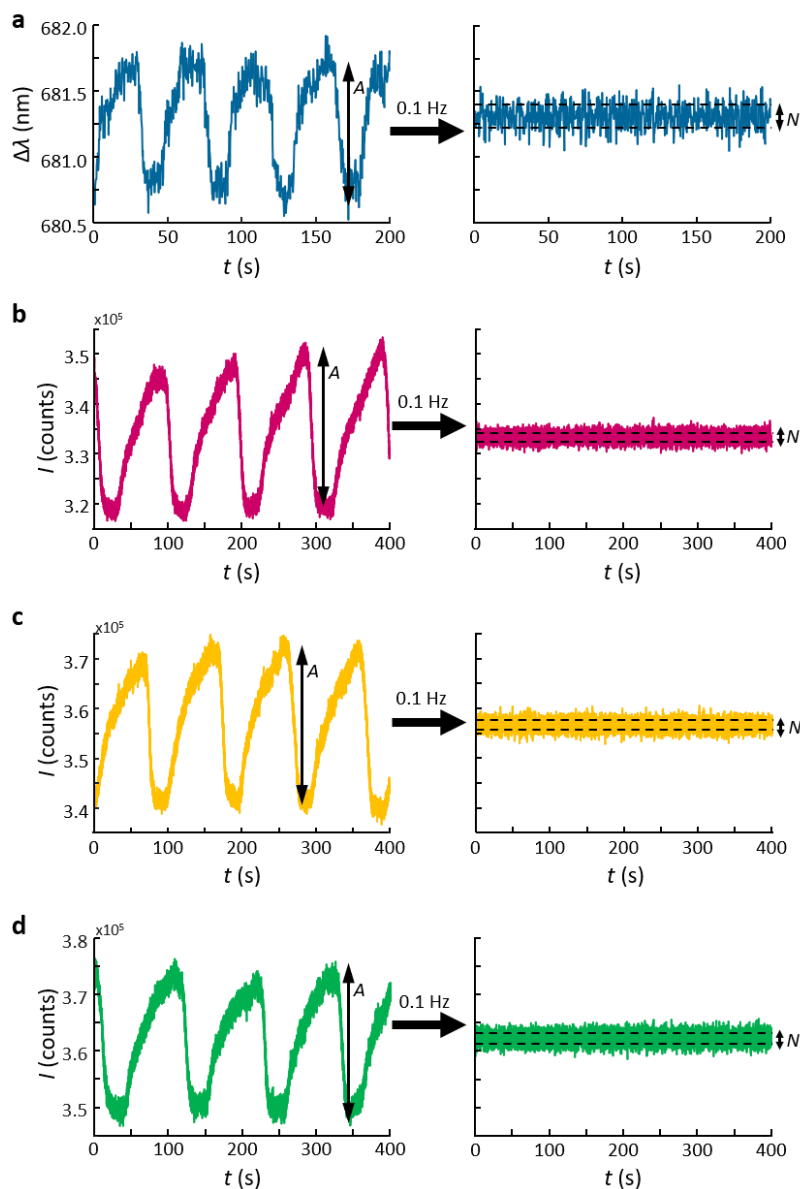 a
682.0
681.5
681.0
680.5
Δλ (nm)
A
0 50 100 150 200
t (s)
0.1 Hz
N
0 50 100 150 200
t (s)
b
x10⁵
3.5
3.4
3.3
3.2
I (counts)
A
0 100 200 300 400
t (s)
0.1 Hz
N
0 100 200 300 400
t (s)
c
x10⁵
3.7
3.6
3.5
3.4
I (counts)
A
0 100 200 300 400
t (s)
0.1 Hz
N
0 100 200 300 400
t (s)
d
x10⁵
3.8
3.7
3.6
3.5
I (counts)
A
0 100 200 300 400
t (s)
0.1 Hz
N
0 100 200 300 400
t (s)